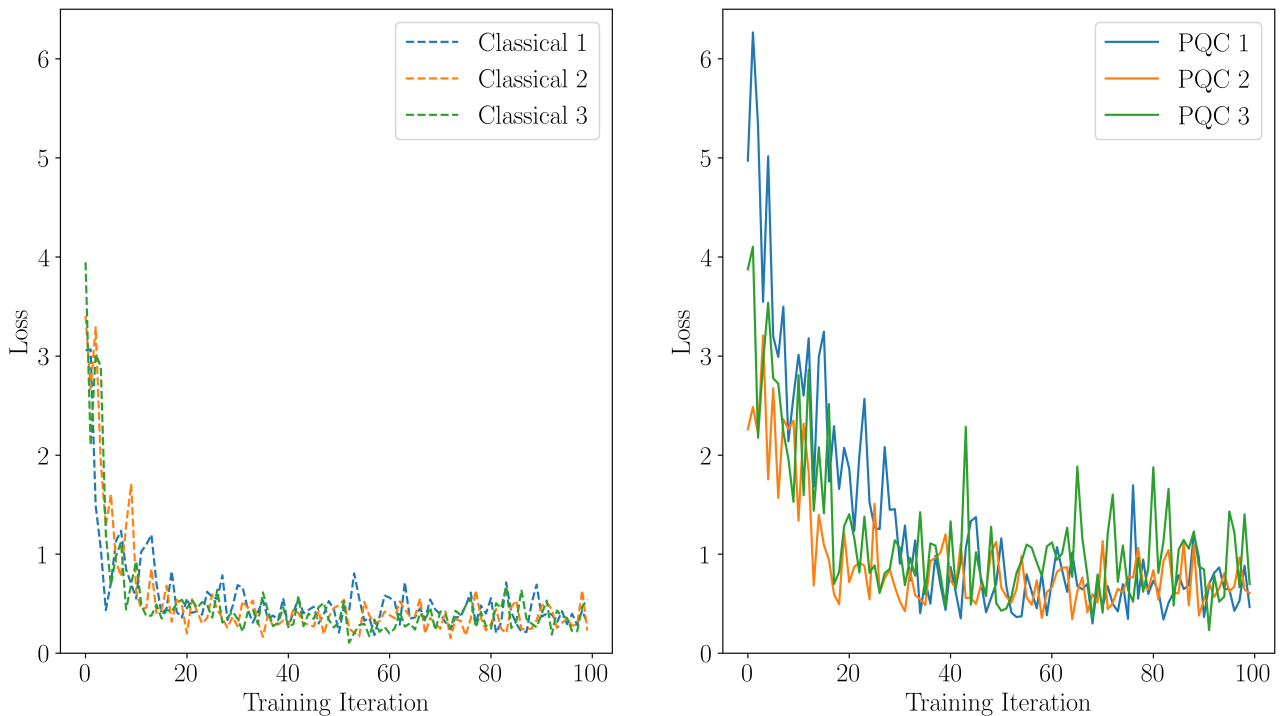 6
5
4
3
2
1
0
Loss
0 20 40 60 80 100
Training Iteration
Classical 1
Classical 2
Classical 3
6
5
4
3
2
1
0
Loss
0 20 40 60 80 100
Training Iteration
PQC 1
PQC 2
PQC 3